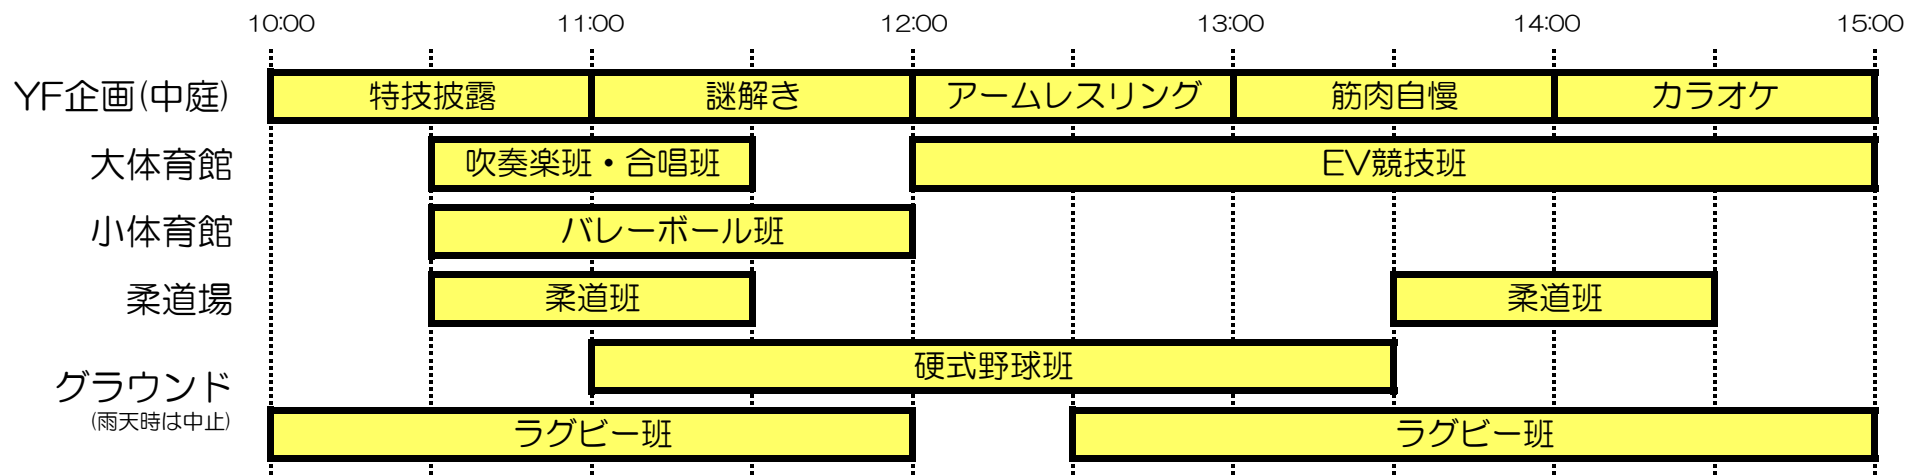 10:00 11:00 12:00 13:00 14:00 15:00
YF企画(中庭) 特技披露 謎解き アームレスリング 筋肉自慢 カラオケ
大体育館 吹奏楽班・合唱班 EV競技班
小体育館 バレーボール班
柔道場 柔道班 柔道班
硬式野球班
グラウンド
(雨天時は中止)
ラグビー班 ラグビー班